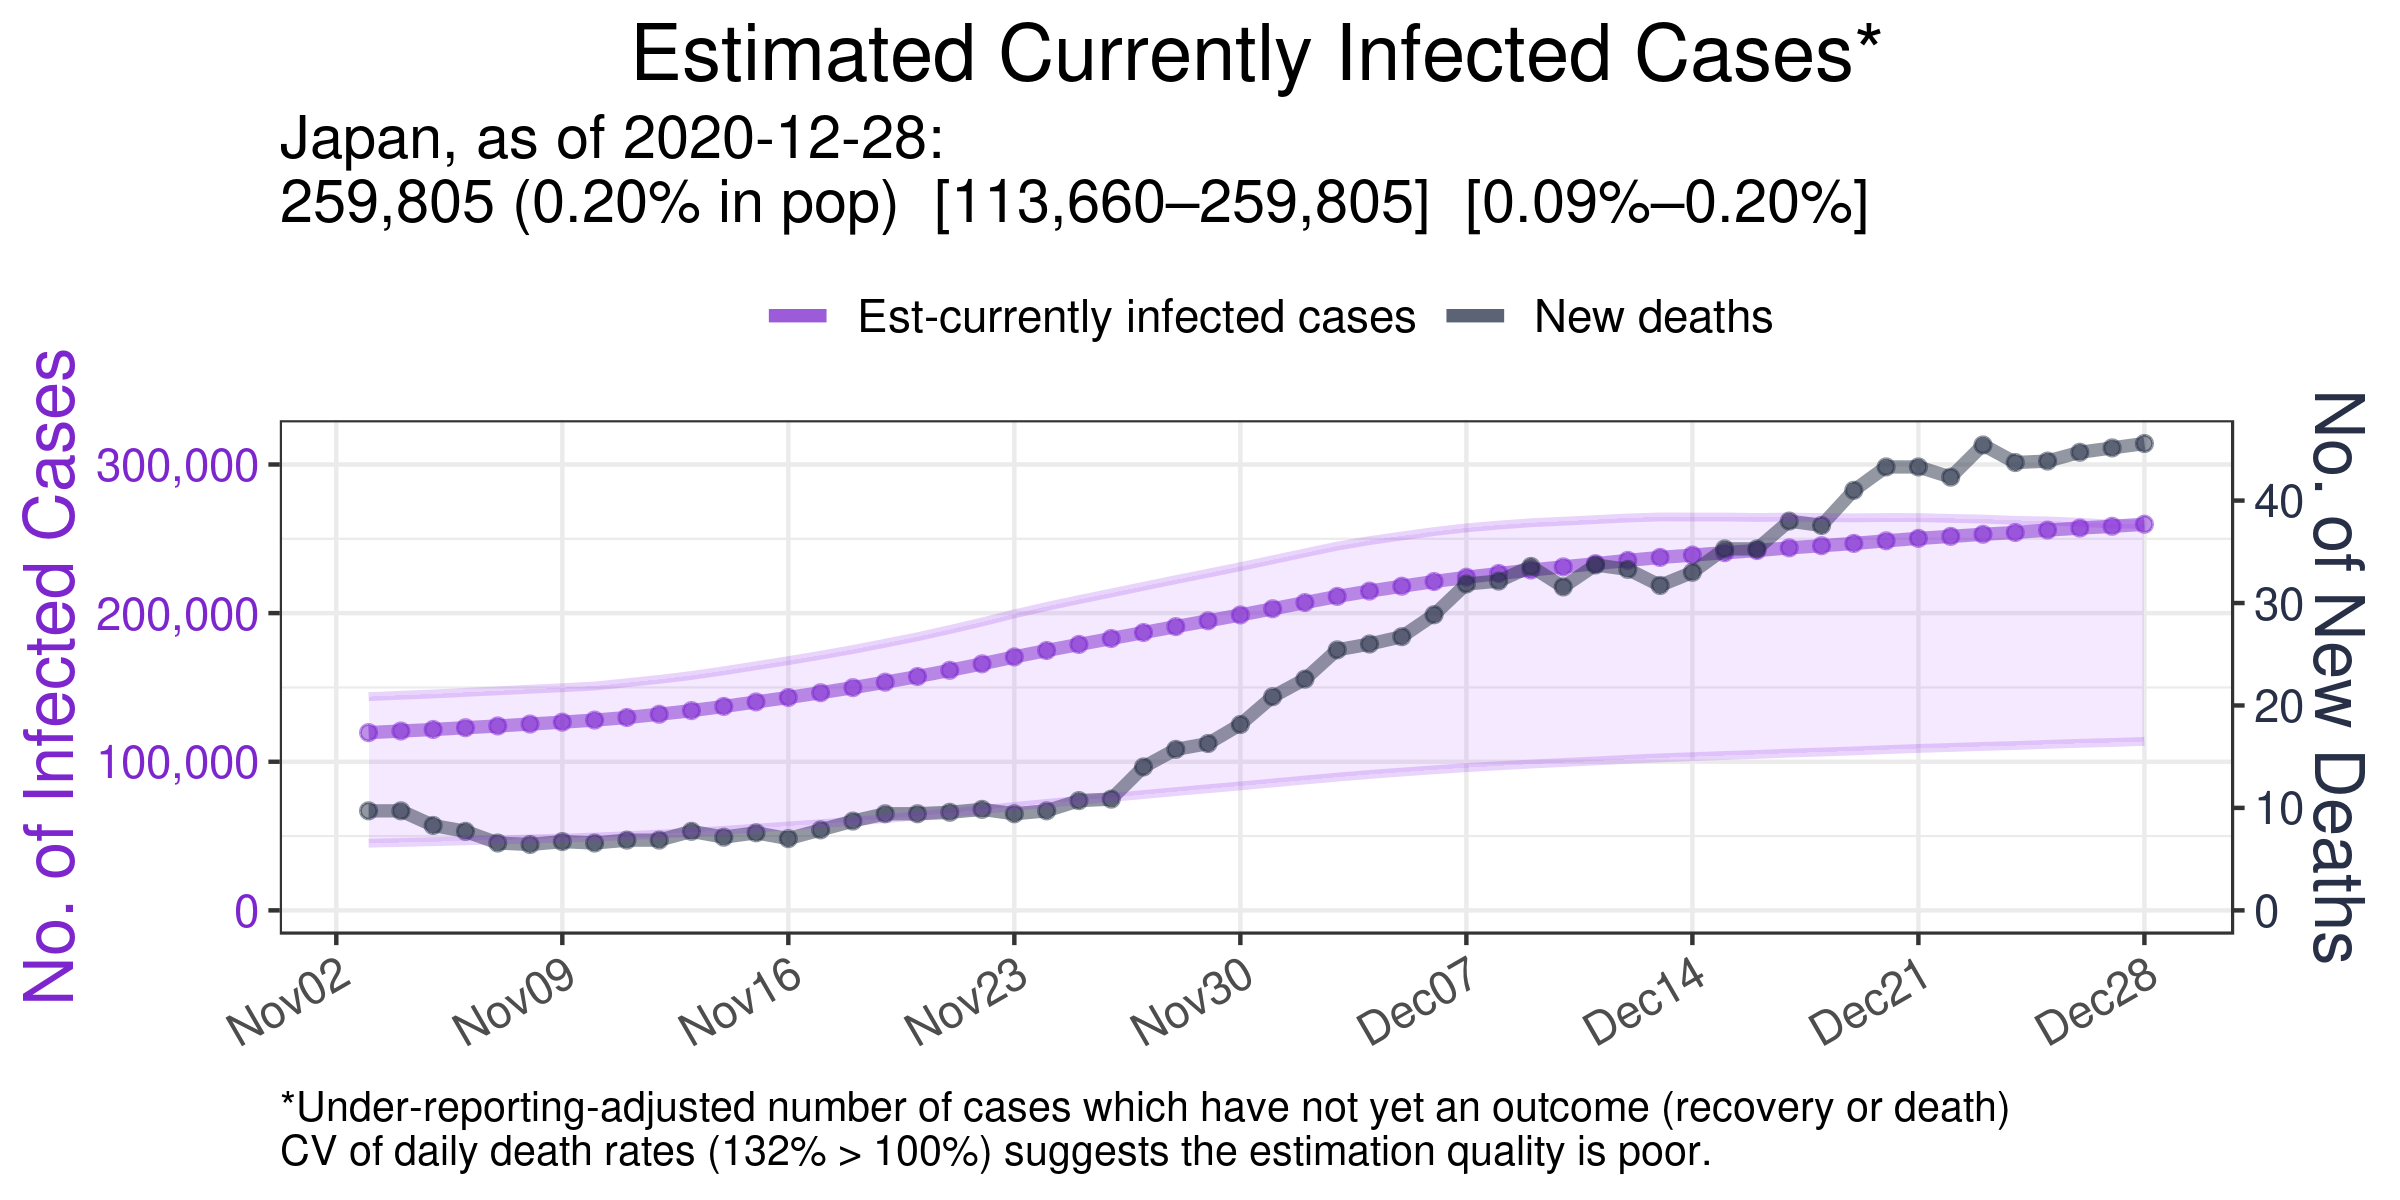 Estimated Currently Infected Cases*
Japan, as of 2020-12-28:
259,805 (0.20% in pop)  [113,660–259,805]  [0.09%–0.20%]
Est-currently infected cases
New deaths
No. of Infected Cases
300,000
200,000
100,000
0
No. of New Deaths
40
30
20
10
0
Nov02
Nov09
Nov16
Nov23
Nov30
Dec07
Dec14
Dec21
Dec28
*Under-reporting-adjusted number of cases which have not yet an outcome (recovery or death)
CV of daily death rates (132% > 100%) suggests the estimation quality is poor.